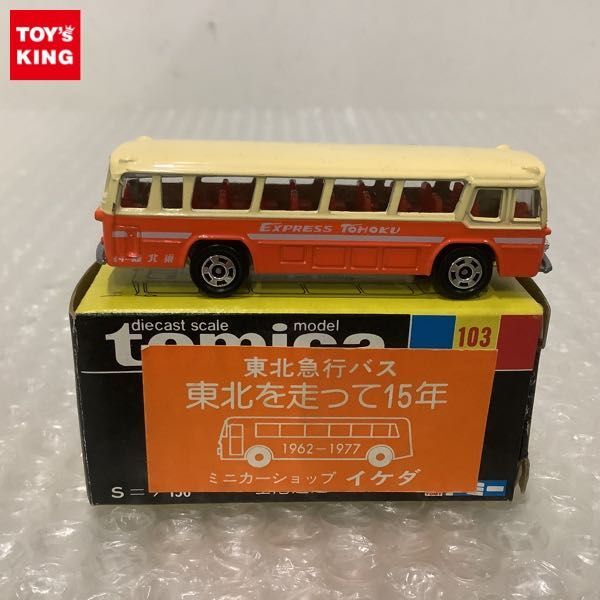 TOY'S
KING
EXPRESS TOHOKU
diecast scale model
tomica
103
東北急行バス
東北を走って15年
1962-1977
ミニカーショップ イケダ